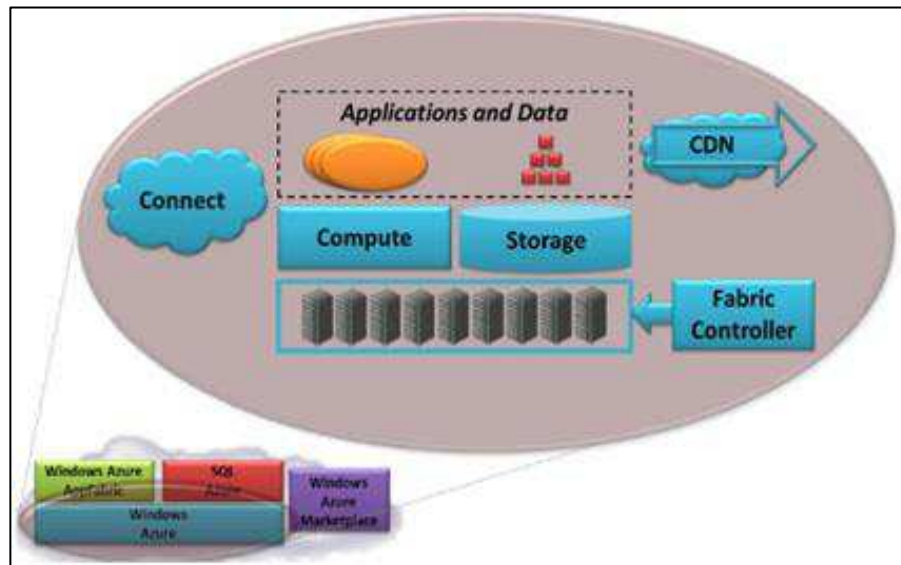 Applications and Data
Connect
CDN
Compute
Storage
Fabric
Controller
Windows Azure
AppFabric
SQL
Azure
Windows
Azure
Marketplace
Windows
Azure